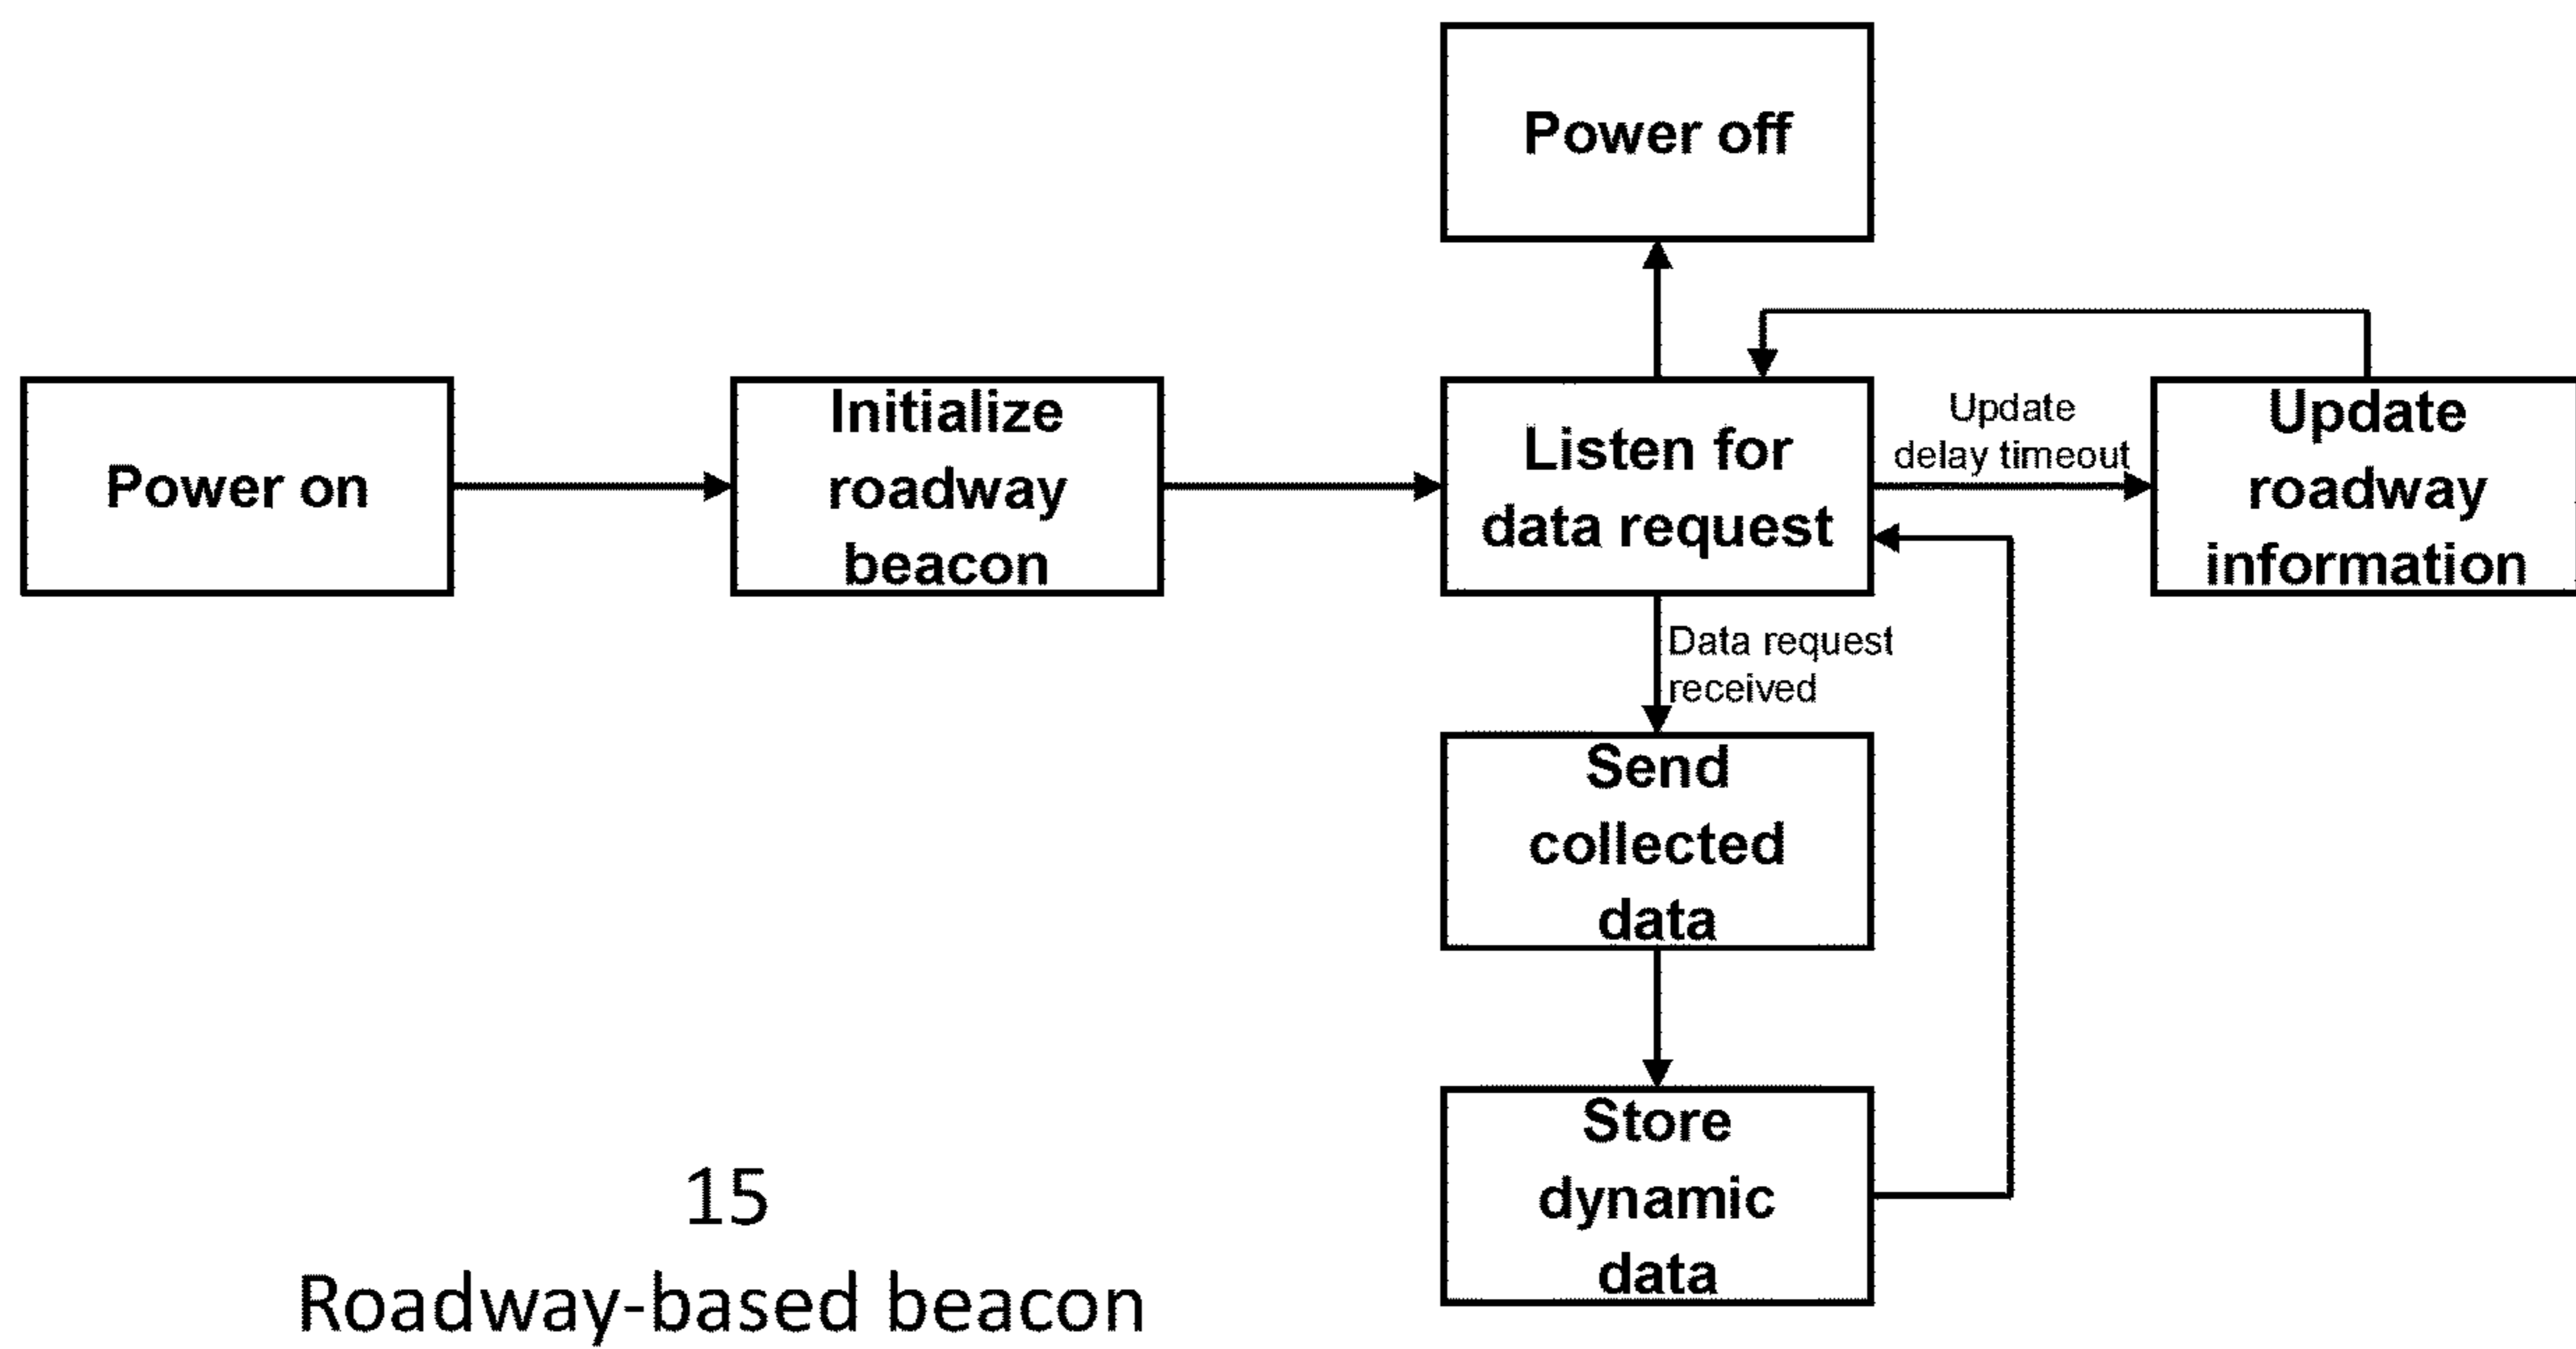 Power off
Power on
Initialize
roadway
beacon
Listen for
data request
Update
delay timeout
Update
roadway
information
Data request
received
Send
collected
data
Store
dynamic
data
15
Roadway-based beacon